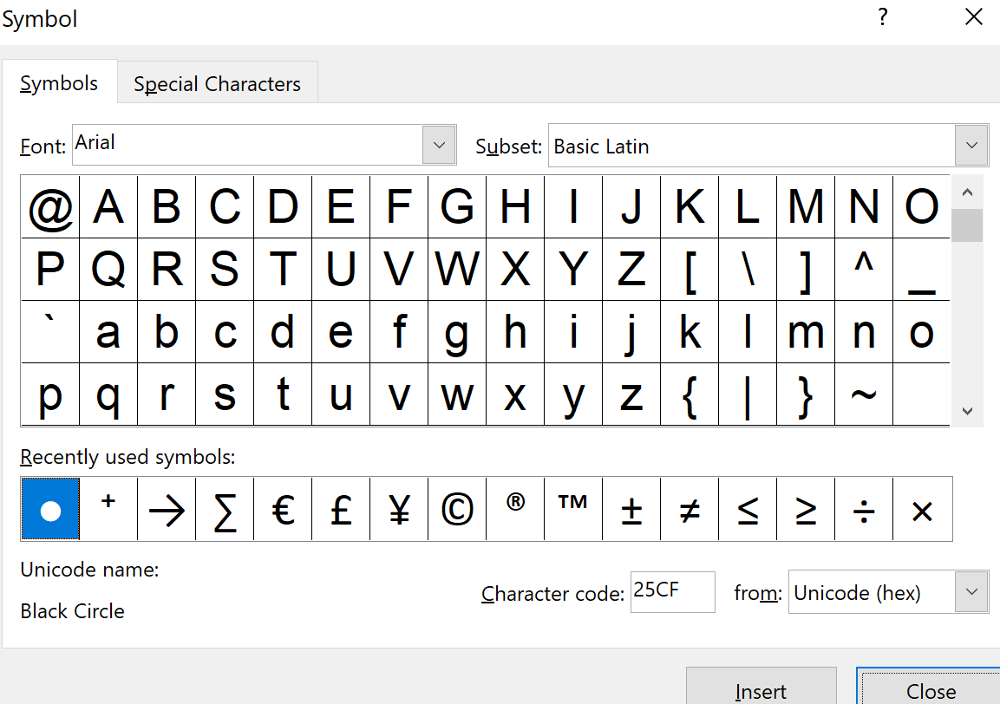 Symbol ? ×
Symbols Special Characters
Font: Arial Subset: Basic Latin
@ A B C D E F G H I J K L M N O
P Q R S T U V W X Y Z [ \ ] ^ _
` a b c d e f g h i j k l m n o
p q r s t u v w x y z { | } ~
Recently used symbols:
● ⁺ → ∑ € £ ¥ © ® ™ ± ≠ ≤ ≥ ÷ ×
Unicode name:
Character code: 25CF from: Unicode (hex)
Black Circle
Insert Close